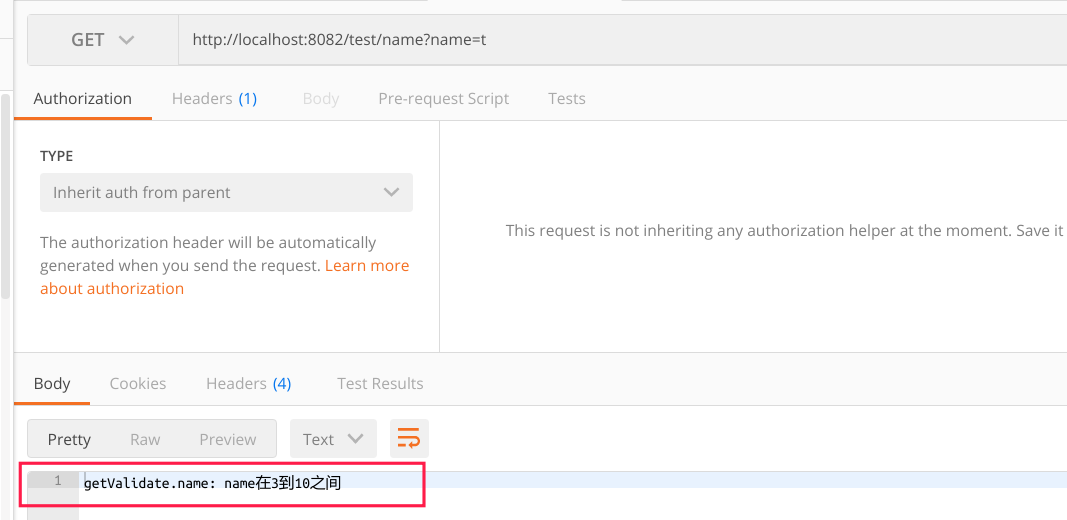 GET
http://localhost:8082/test/name?name=t
Authorization
Headers (1)
Body
Pre-request Script
Tests
TYPE
Inherit auth from parent
The authorization header will be automatically
generated when you send the request. Learn more
about authorization
This request is not inheriting any authorization helper at the moment. Save it
Body
Cookies
Headers (4)
Test Results
Pretty
Raw
Preview
Text
1
getValidate.name: name在3到10之间